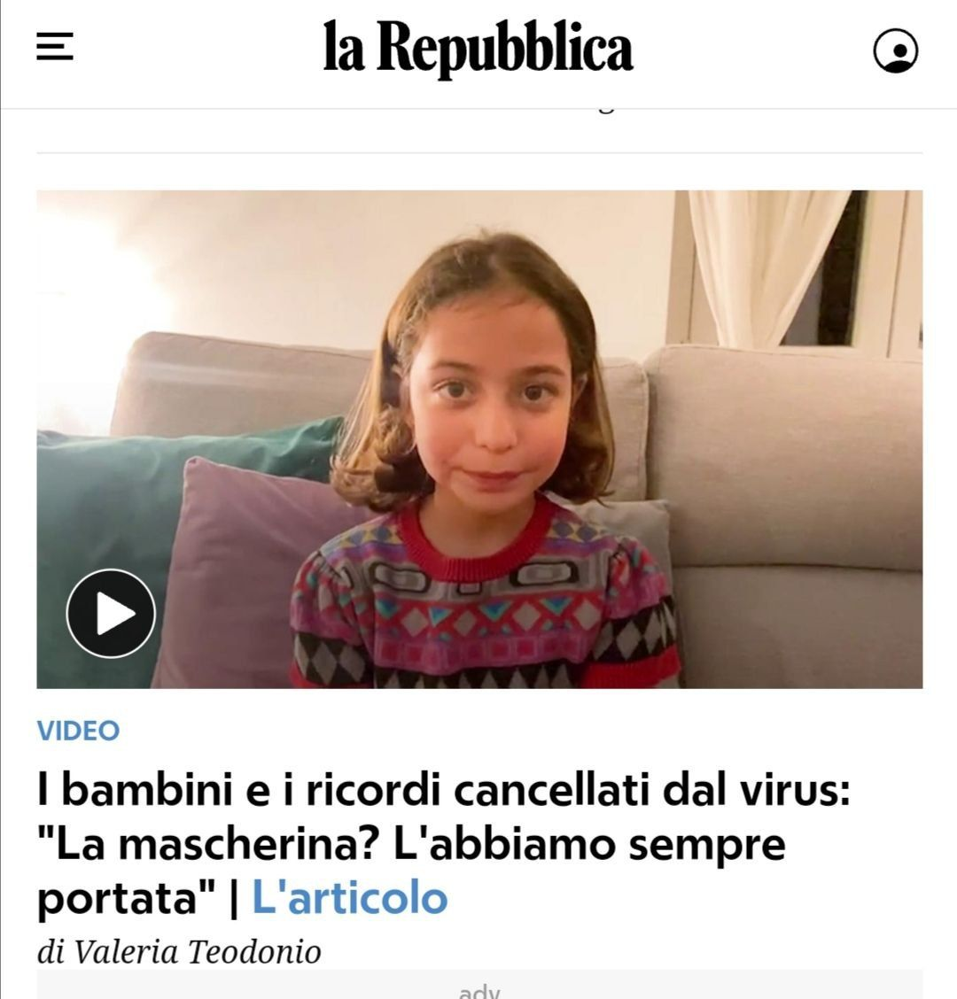 la Repubblica
VIDEO
I bambini e i ricordi cancellati dal virus:
"La mascherina? L'abbiamo sempre
portata" | L'articolo
di Valeria Teodonio
adv